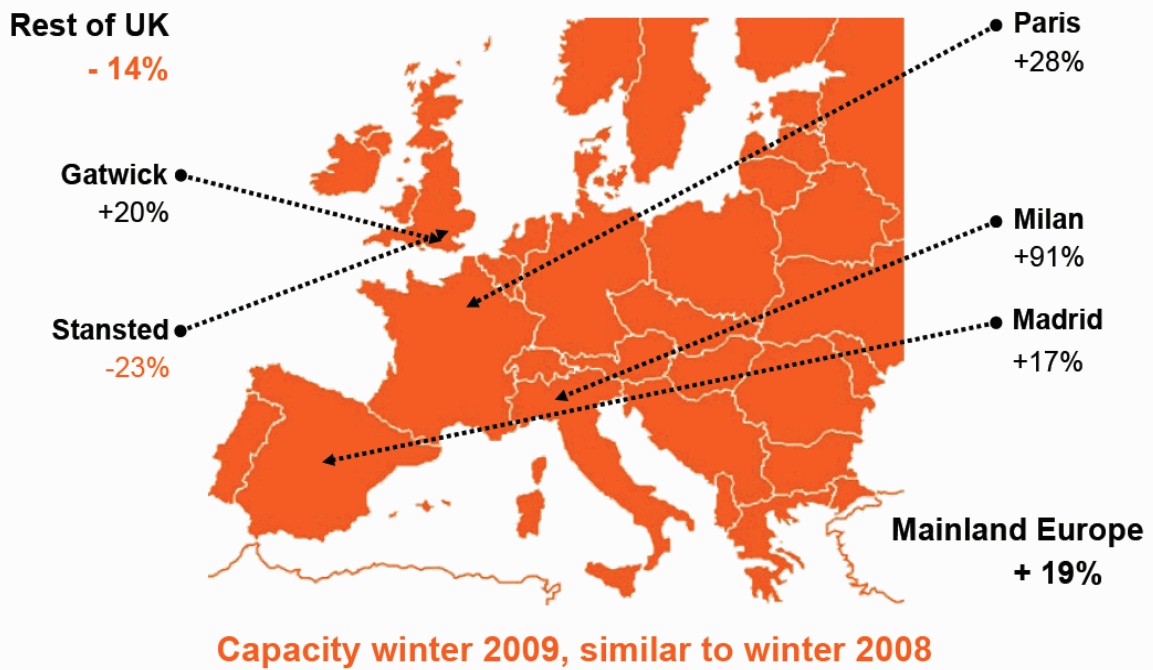 Rest of UK
- 14%
Gatwick
+20%
Stansted
-23%
Paris
+28%
Milan
+91%
Madrid
+17%
Mainland Europe
+ 19%
Capacity winter 2009, similar to winter 2008